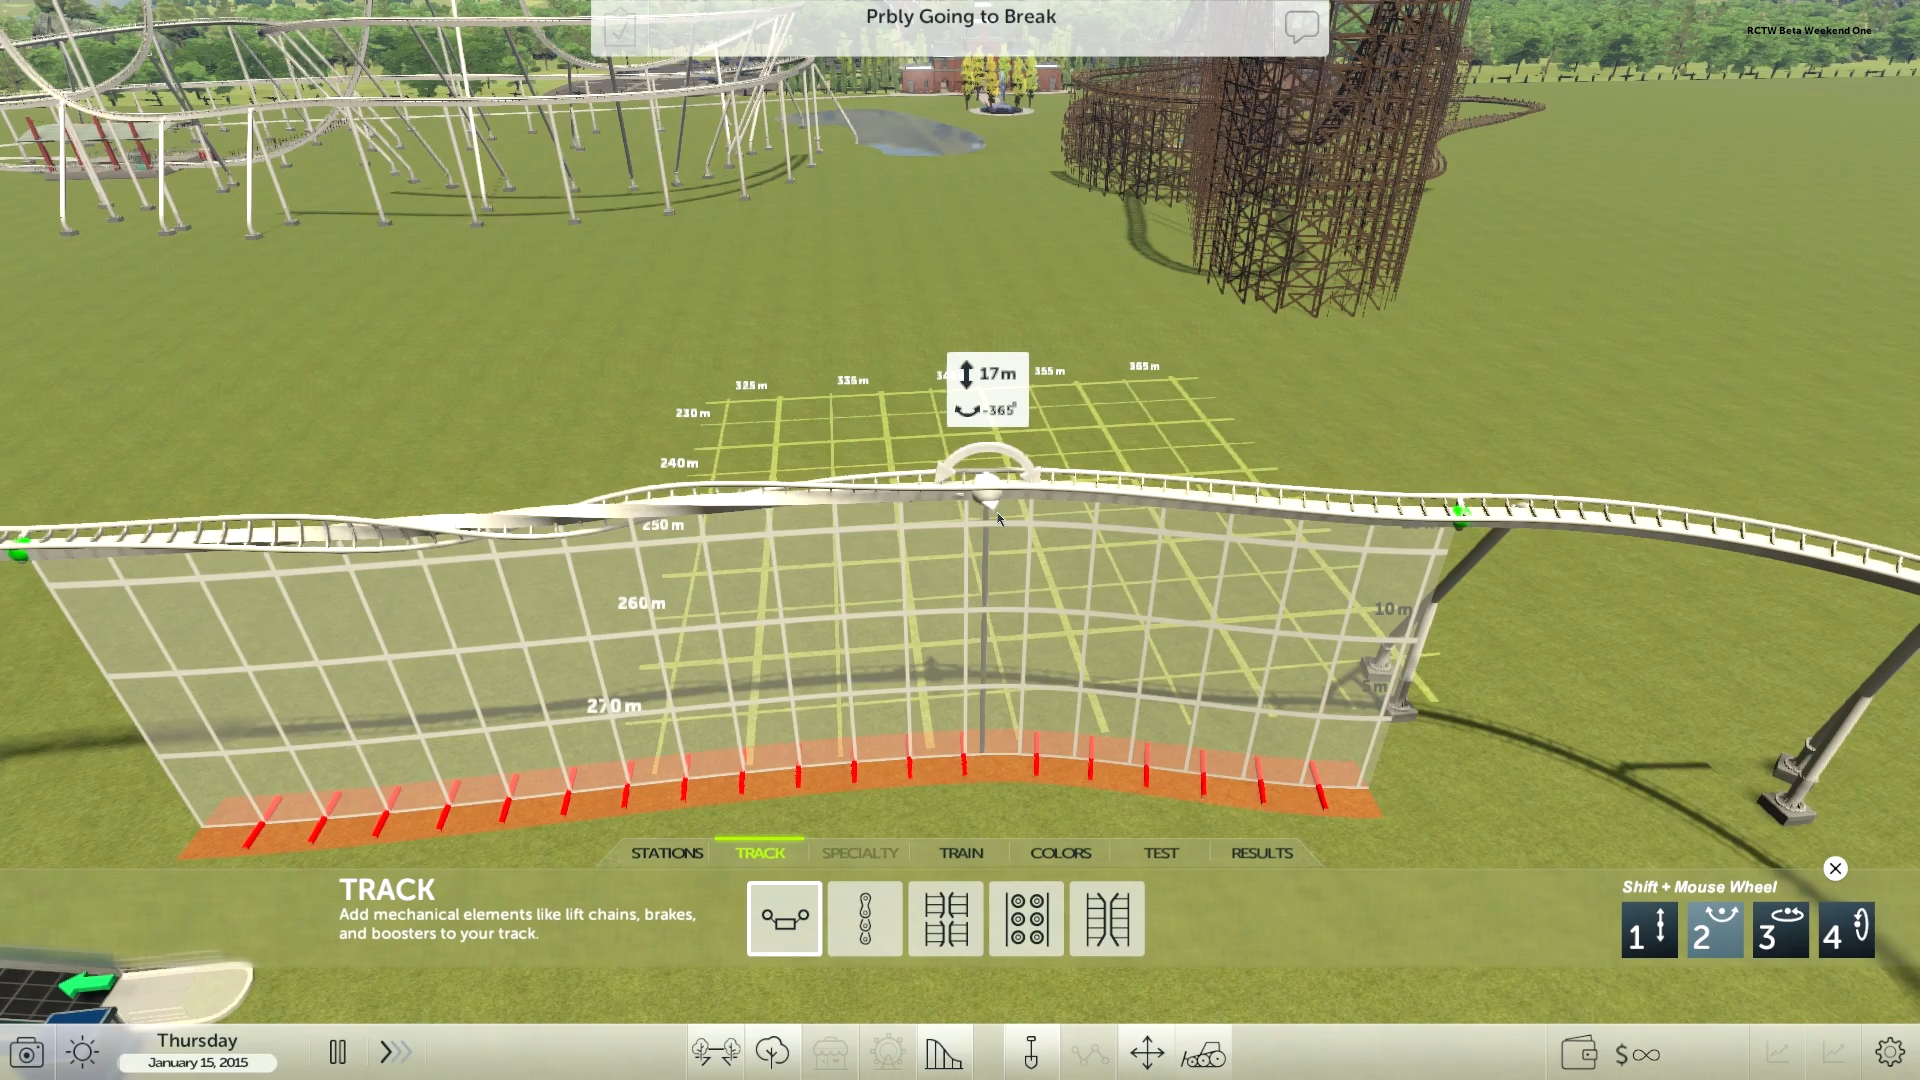 Prbly Going to Break
RCTW Beta Weekend One
17m
-365°
325 m
335 m
355 m
365 m
230 m
240 m
250 m
260 m
270 m
10 m
5 m
STATIONS
TRACK
SPECIALTY
TRAIN
COLORS
TEST
RESULTS
TRACK
Add mechanical elements like lift chains, brakes,
and boosters to your track.
Shift + Mouse Wheel
1
2
3
4
Thursday
January 15, 2015
$∞